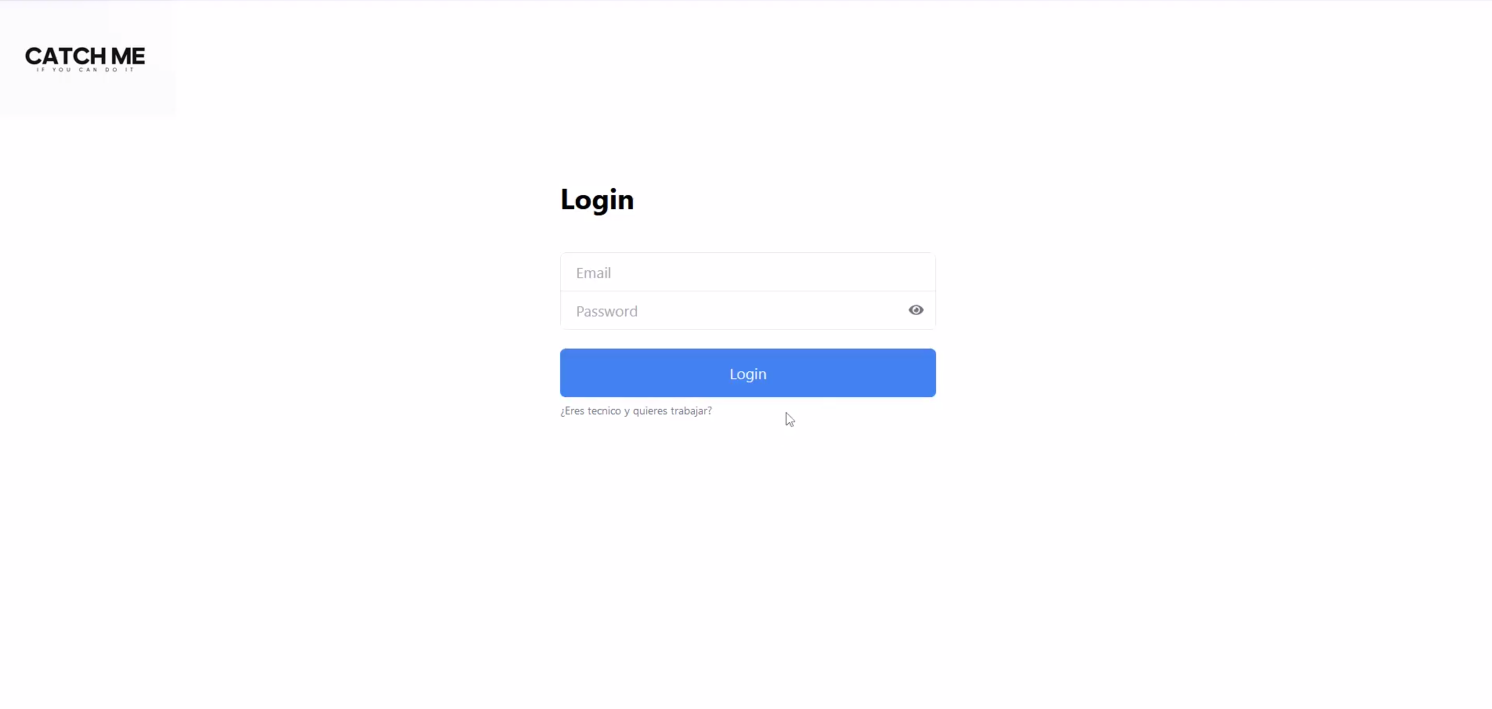 CATCH ME
IF YOU CAN DO IT
Login
Email
Password
Login
¿Eres tecnico y quieres trabajar?